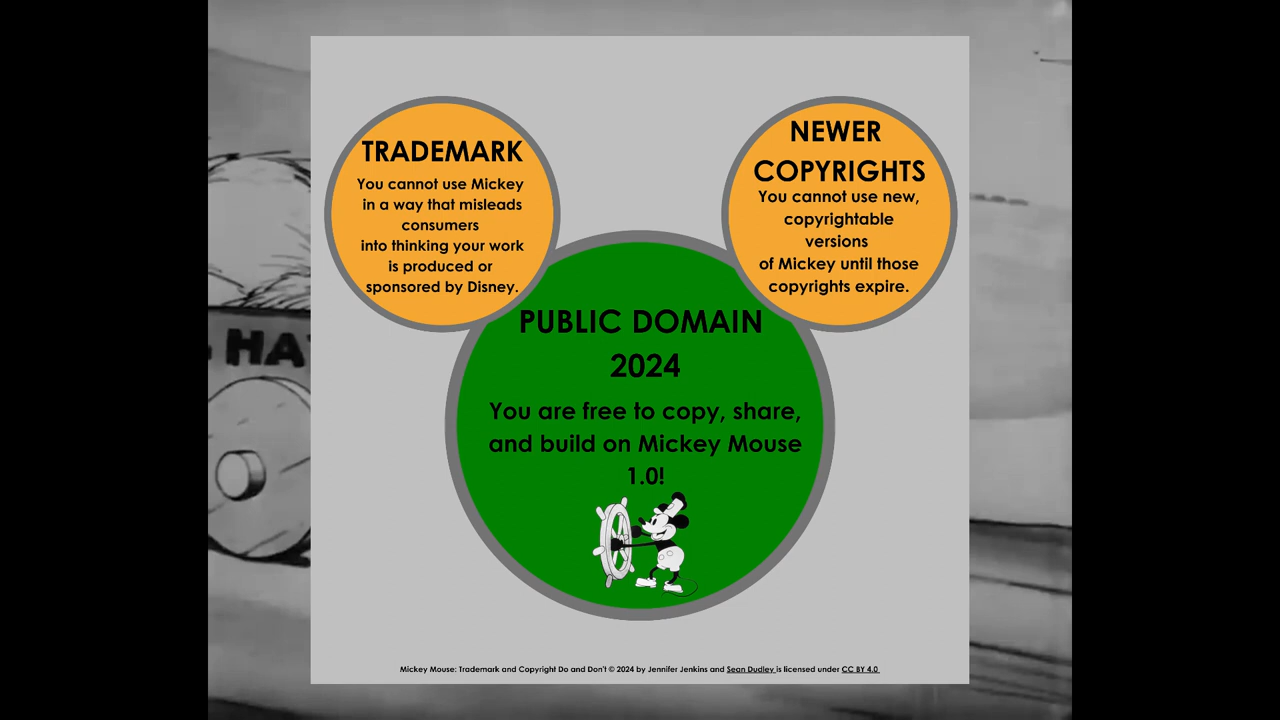 TRADEMARK
You cannot use Mickey
in a way that misleads
consumers
into thinking your work
is produced or
sponsored by Disney.
NEWER
COPYRIGHTS
You cannot use new,
copyrightable
versions
of Mickey until those
copyrights expire.
PUBLIC DOMAIN
2024
You are free to copy, share,
and build on Mickey Mouse
1.0!
HA
Mickey Mouse: Trademark and Copyright Do and Don't © 2024 by Jennifer Jenkins and Sean Dudley is licensed under CC BY 4.0